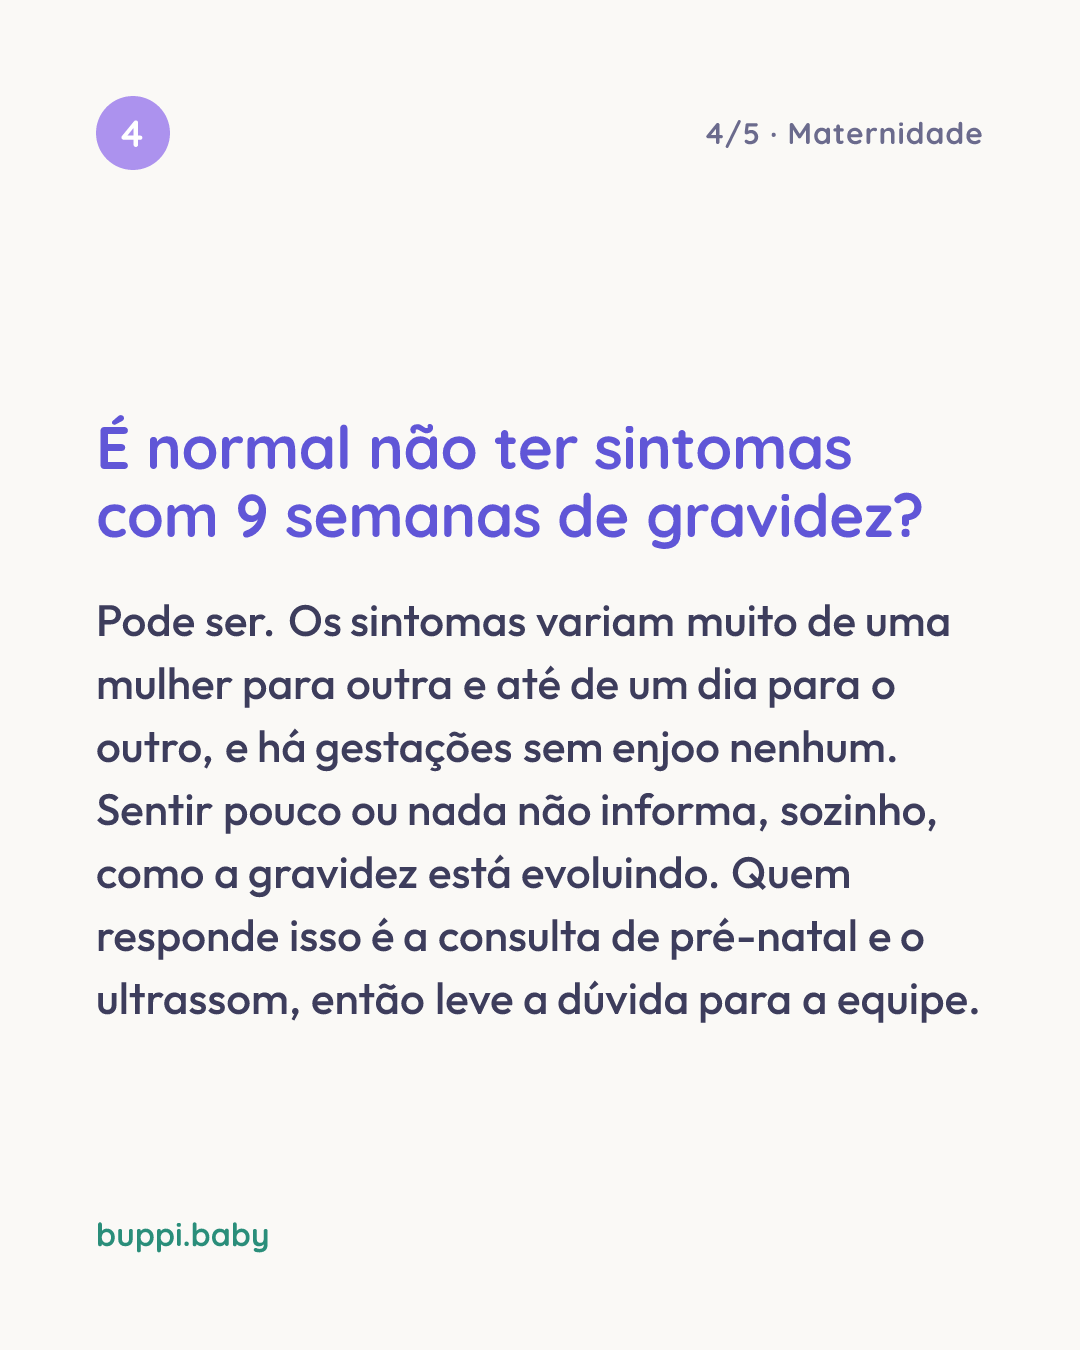 4
4/5 · Maternidade
É normal não ter sintomas
com 9 semanas de gravidez?
Pode ser. Os sintomas variam muito de uma
mulher para outra e até de um dia para o
outro, e há gestações sem enjoo nenhum.
Sentir pouco ou nada não informa, sozinho,
como a gravidez está evoluindo. Quem
responde isso é a consulta de pré-natal e o
ultrassom, então leve a dúvida para a equipe.
buppi.baby